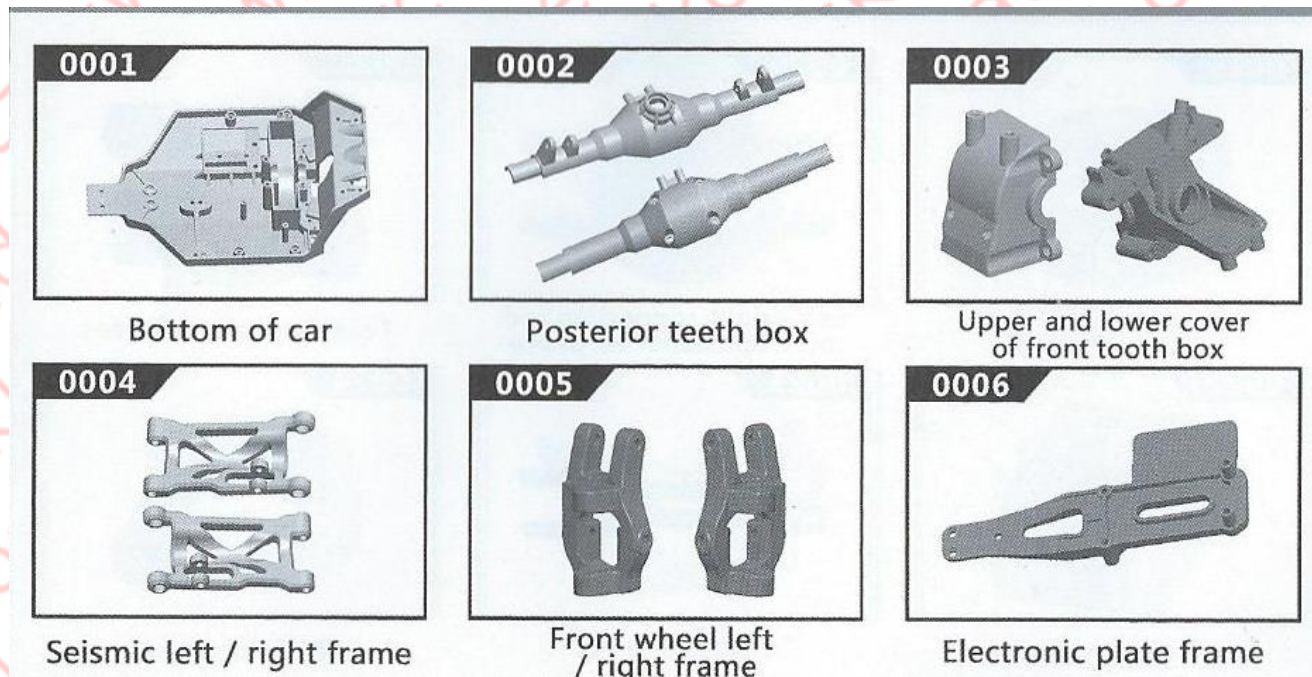 0001
0002
0003
Bottom of car
Posterior teeth box
Upper and lower cover
of front tooth box
0004
0005
0006
Seismic left / right frame
Front wheel left
/ right frame
Electronic plate frame